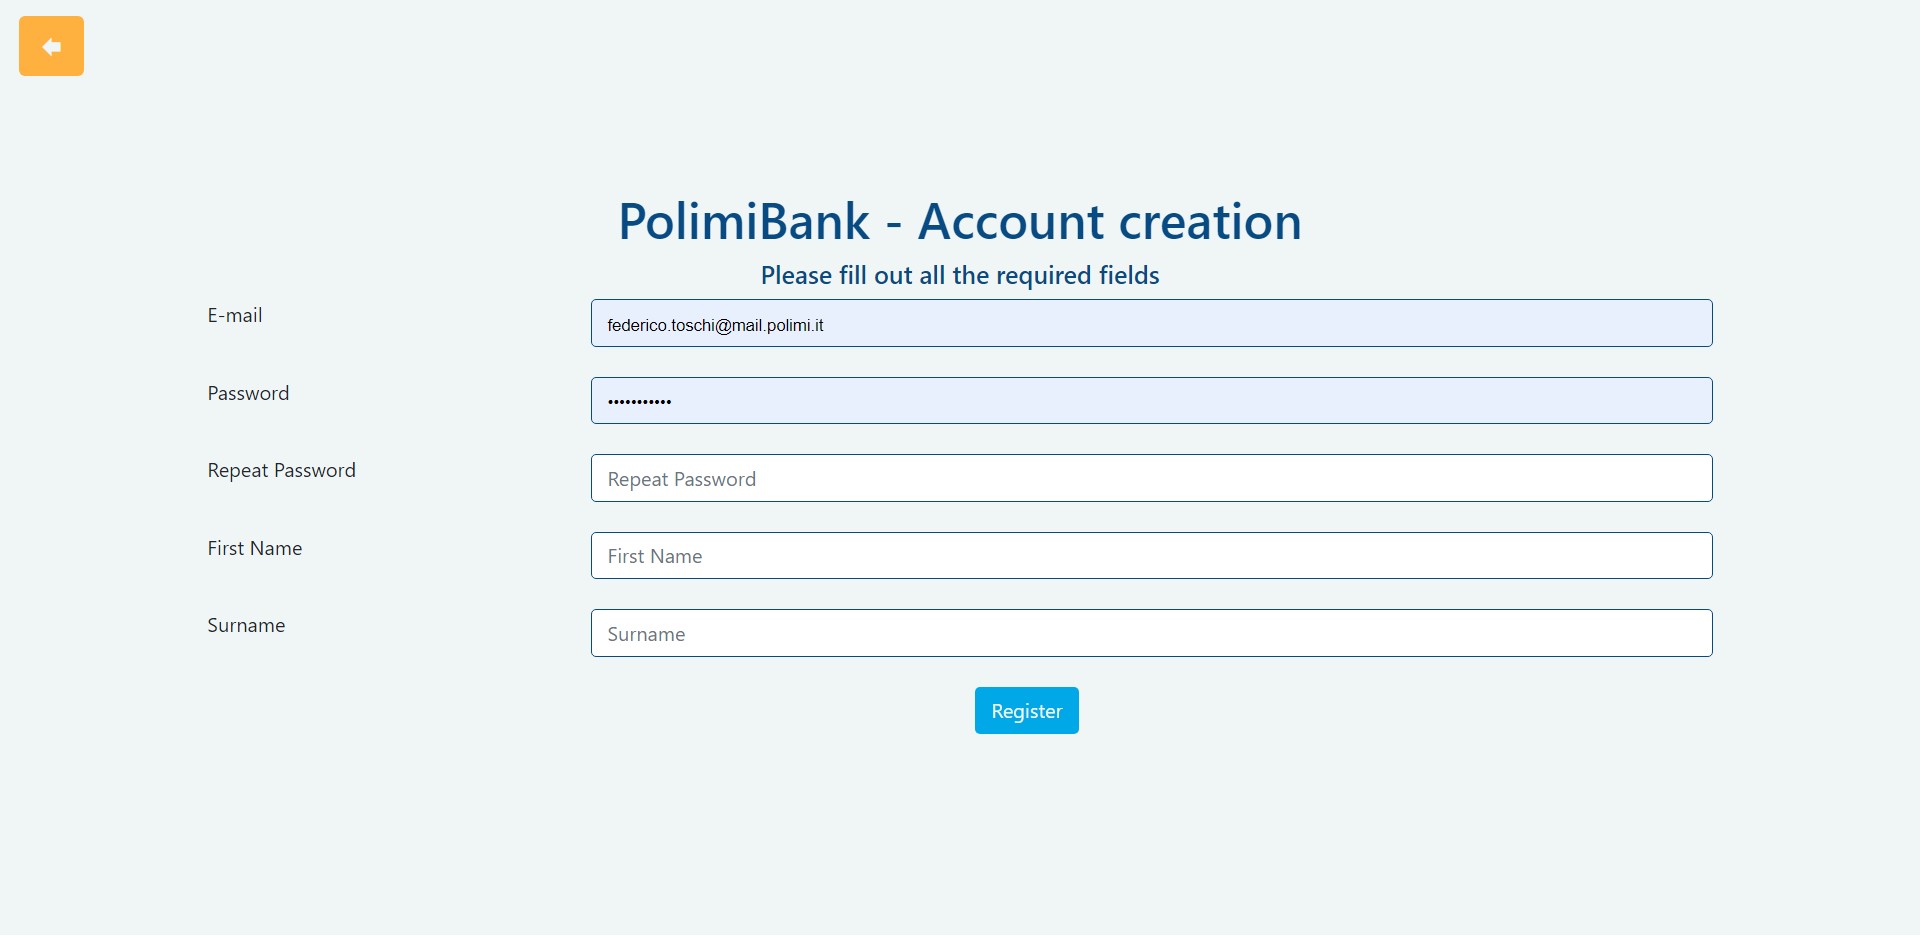 PolimiBank - Account creation
Please fill out all the required fields
E-mail
federico.toschi@mail.polimi.it
Password
•••••••••••
Repeat Password
Repeat Password
First Name
First Name
Surname
Surname
Register